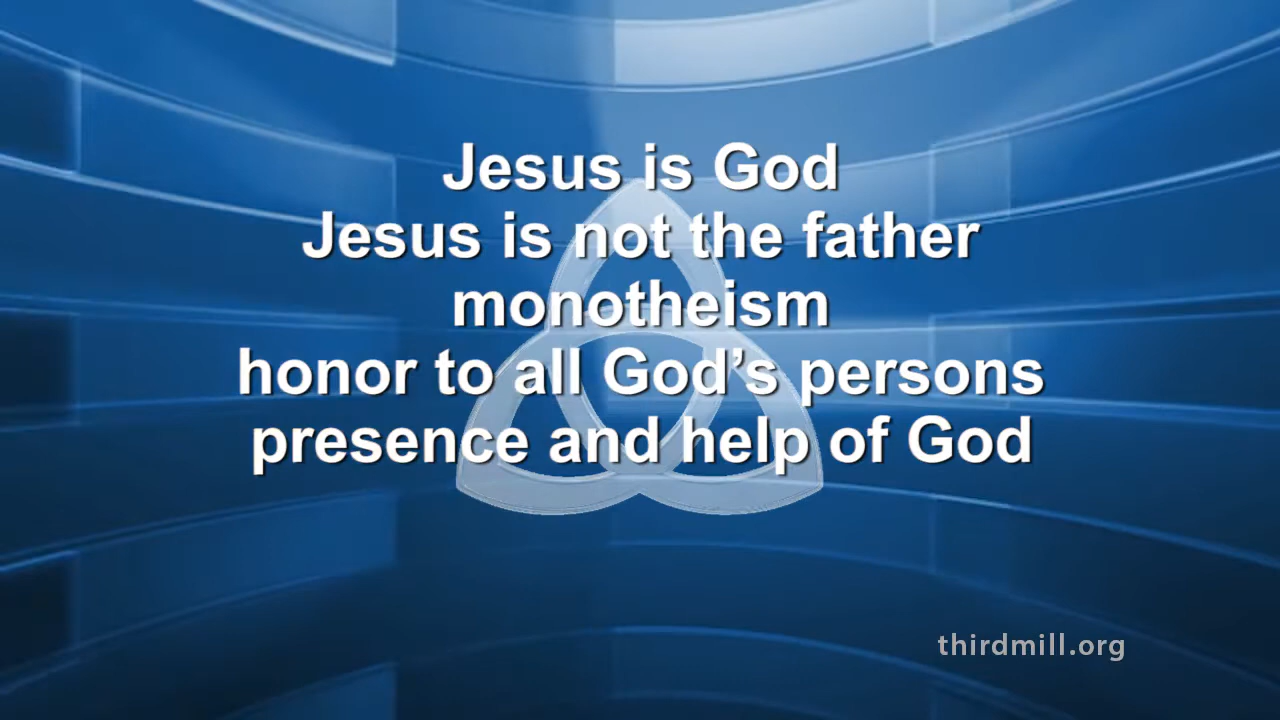 Jesus is God
Jesus is not the father
monotheism
honor to all God’s persons
presence and help of God
thirdmill.org